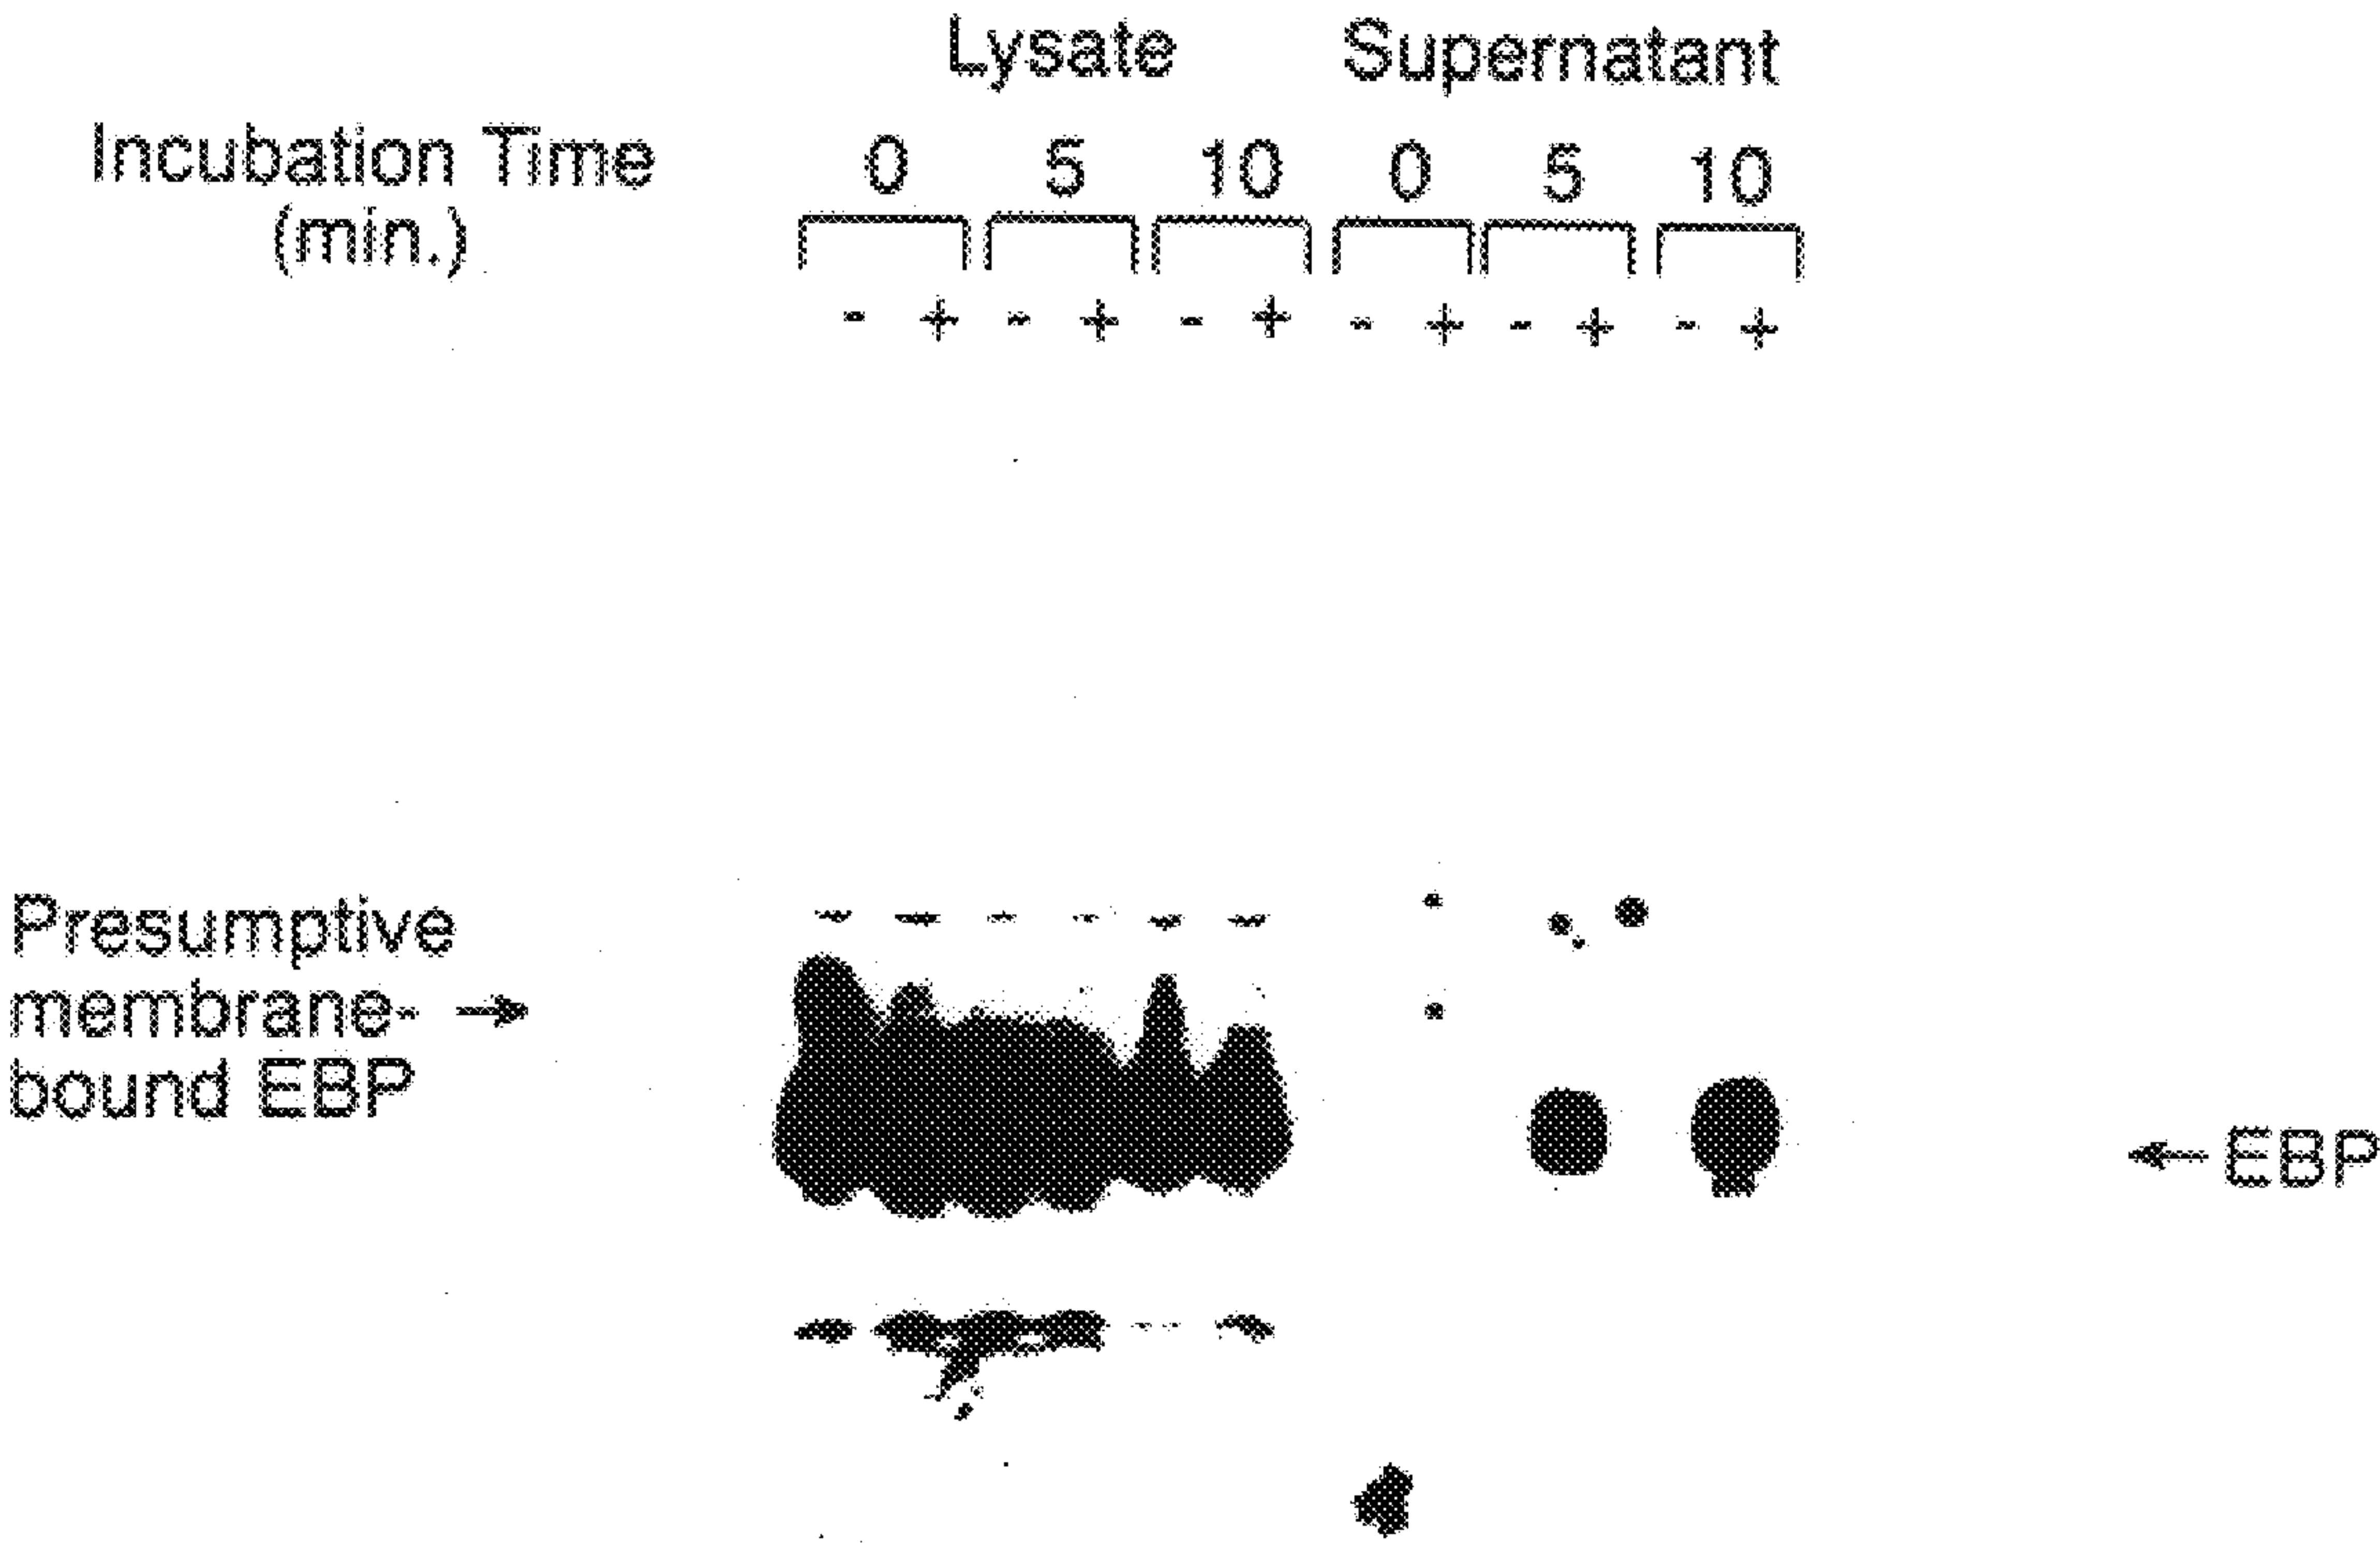 Lysate Supernatant
Incubation Time 0 5 10 0 5 10
(min.)
- + - + - + - + - + - +
Presumptive
membrane-
bound EBP
EBP